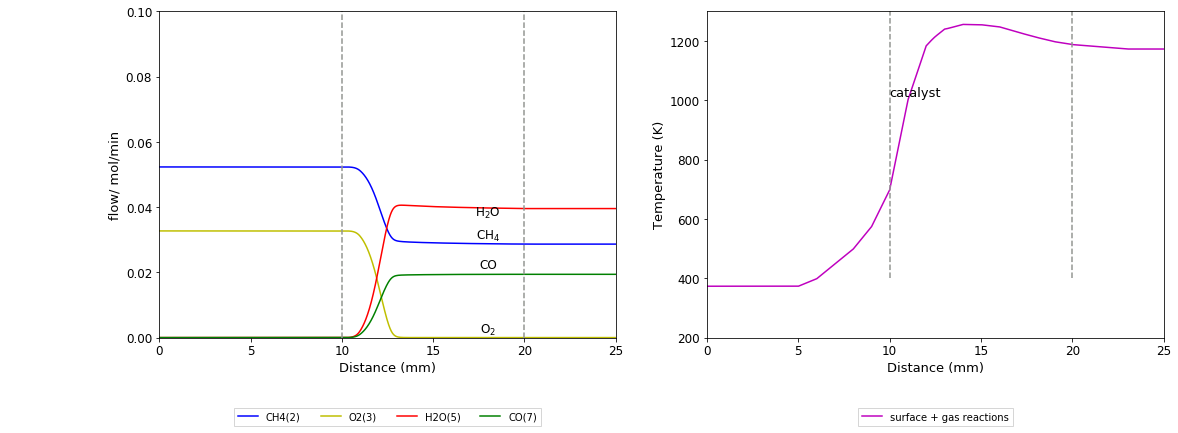 0.10
0.08
0.06
0.04
0.02
0.00
flow/ mol/min
H₂O
CH₄
CO
O₂
0 5 10 15 20 25
Distance (mm)
CH4(2) O2(3) H2O(5) CO(7)
1200
1000
800
600
400
200
Temperature (K)
catalyst
0 5 10 15 20 25
Distance (mm)
surface + gas reactions